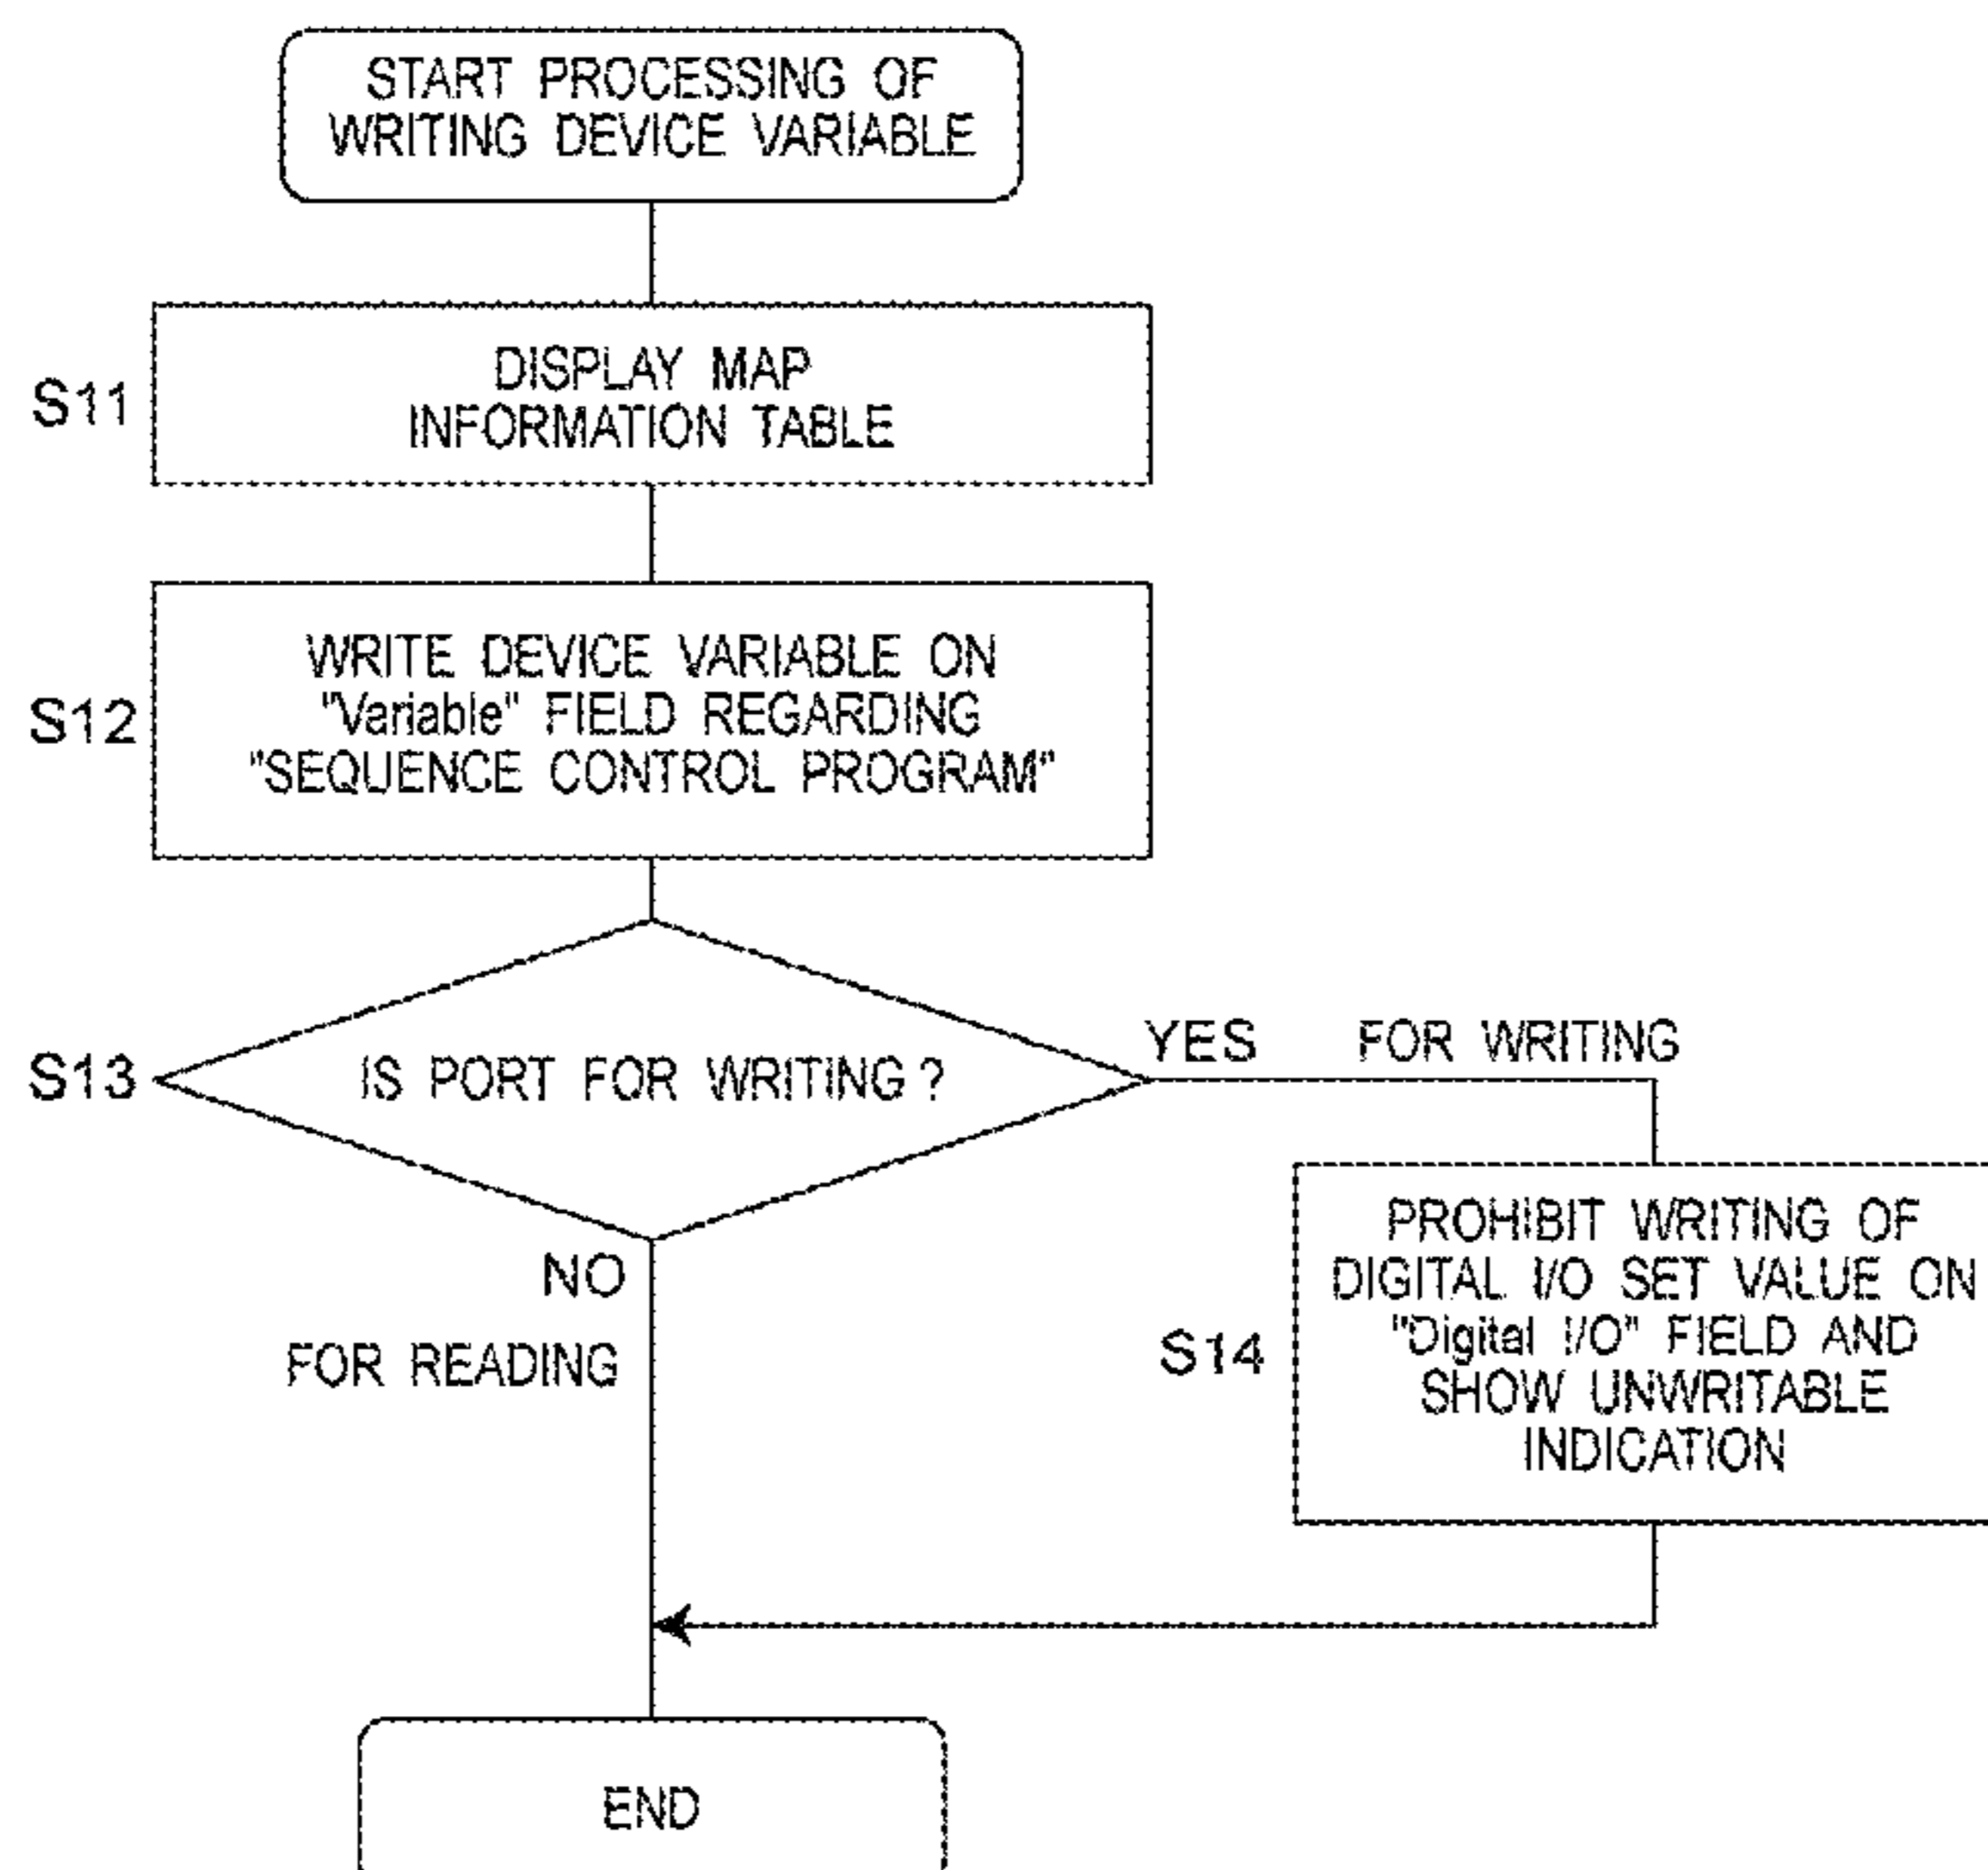 START PROCESSING OF
WRITING DEVICE VARIABLE
S11
DISPLAY MAP
INFORMATION TABLE
S12
WRITE DEVICE VARIABLE ON
"Variable" FIELD REGARDING
"SEQUENCE CONTROL PROGRAM"
S13
IS PORT FOR WRITING?
YES FOR WRITING
NO
FOR READING
S14
PROHIBIT WRITING OF
DIGITAL I/O SET VALUE ON
"Digital I/O" FIELD AND
SHOW UNWRITABLE
INDICATION
END